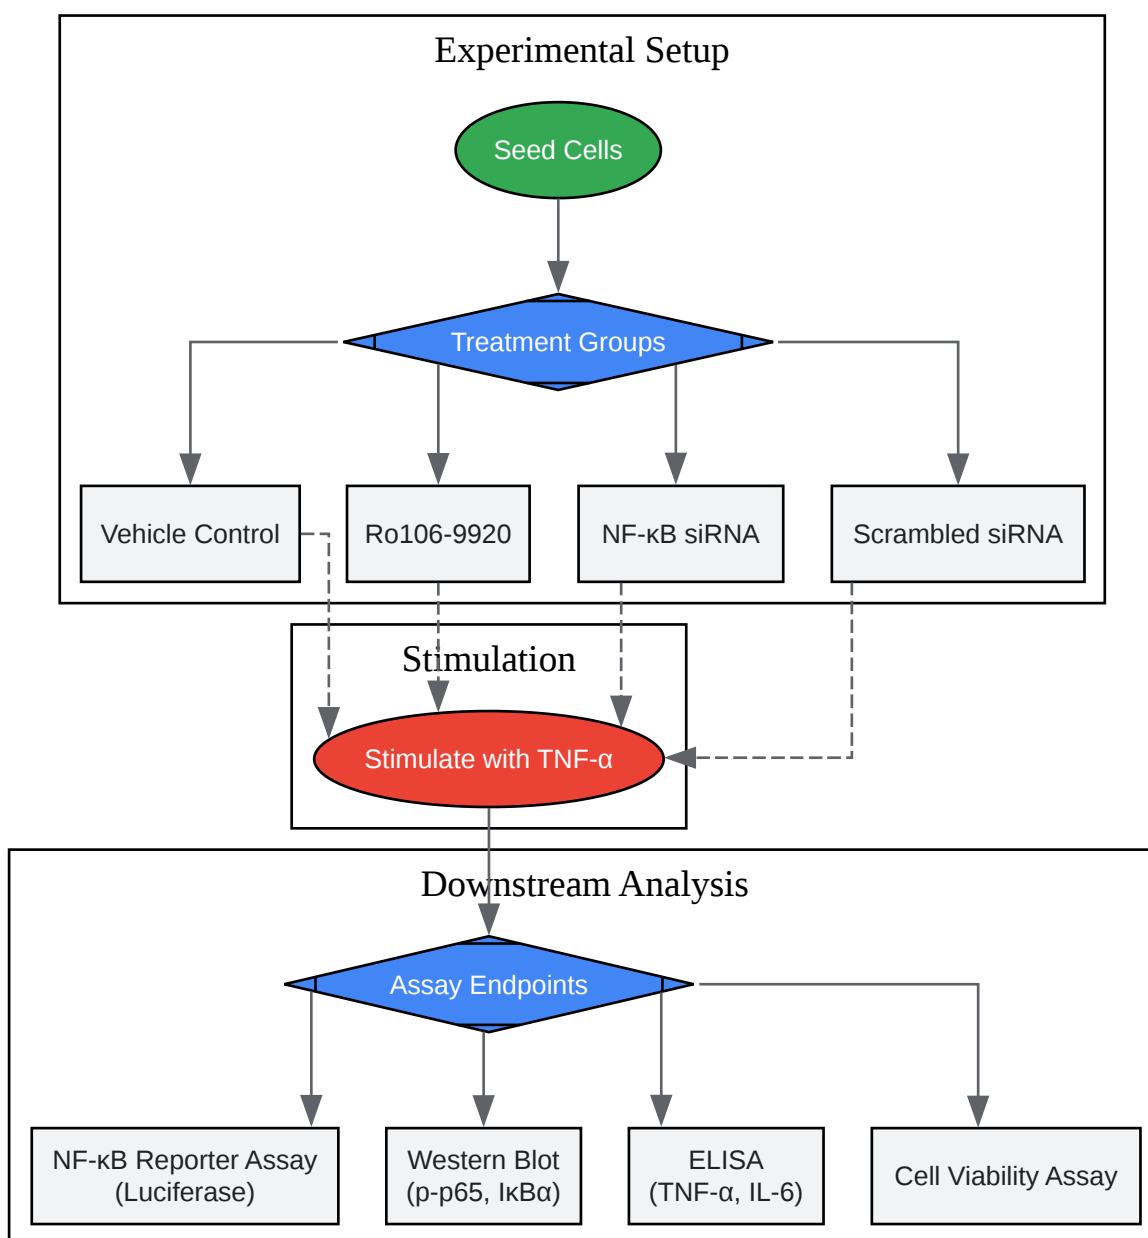 Experimental Setup
Seed Cells
Treatment Groups
Vehicle Control
Ro106-9920
NF-κB siRNA
Scrambled siRNA
Stimulation
Stimulate with TNF-α
Downstream Analysis
Assay Endpoints
NF-κB Reporter Assay
(Luciferase)
Western Blot
(p-p65, IκBα)
ELISA
(TNF-α, IL-6)
Cell Viability Assay